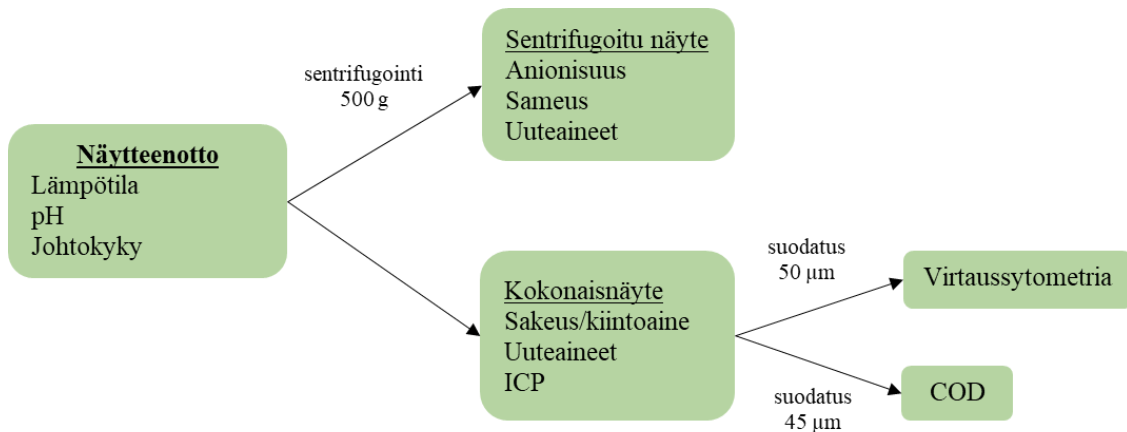 Näytteenotto
Lämpötila
pH
Johtokyky
sentrifugointi
500 g
Sentrifugoitu näyte
Anionisuus
Sameus
Uuteaineet
Kokonaisnäyte
Sakeus/kiintoaine
Uuteaineet
ICP
suodatus
50 µm
Virtaussytometria
suodatus
45 µm
COD